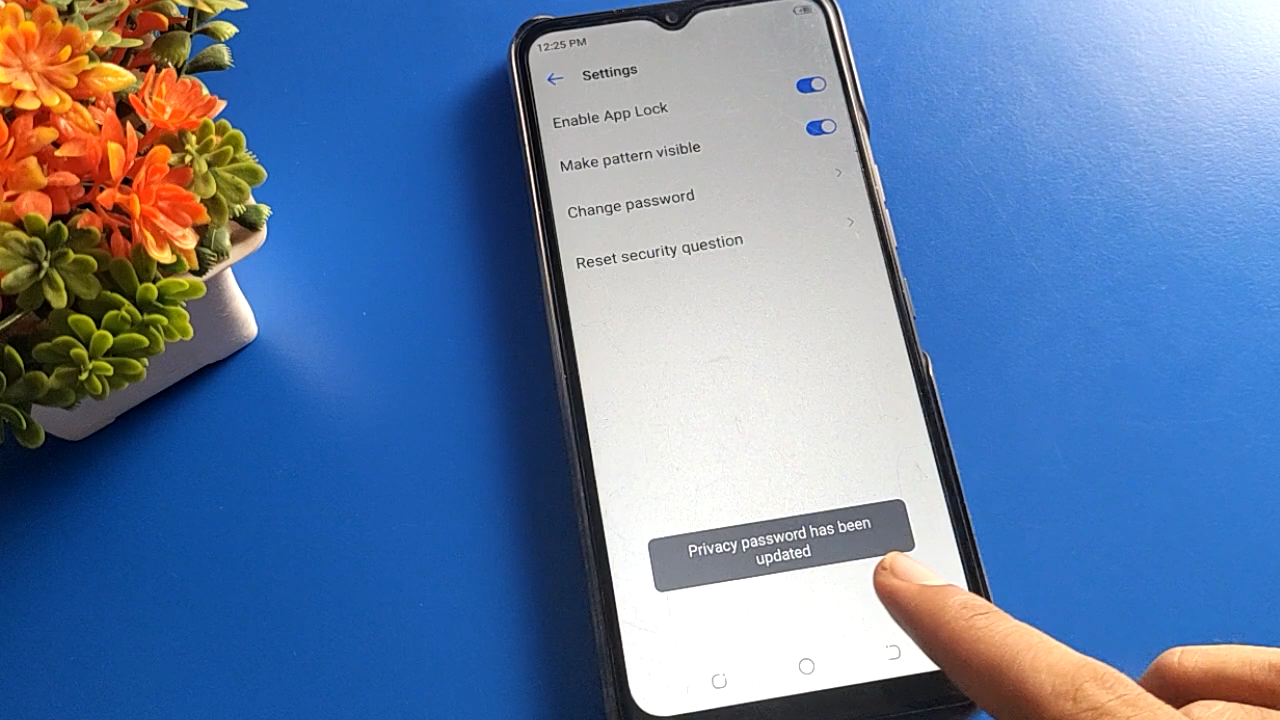 12:25 PM
Settings
Enable App Lock
Make pattern visible
Change password
Reset security question
Privacy password has been
updated